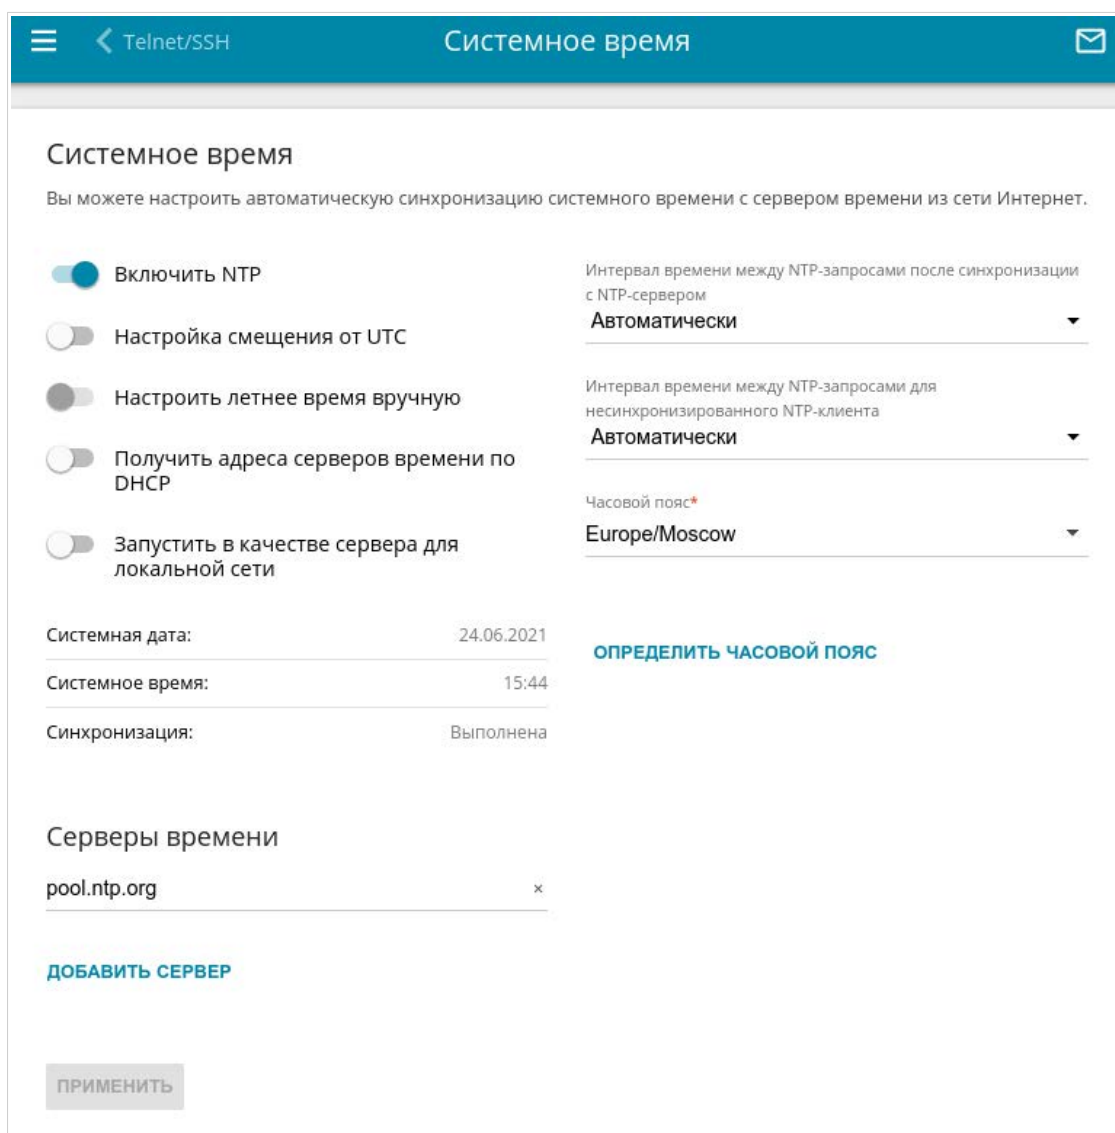 Telnet/SSH
Системное время
Системное время
Вы можете настроить автоматическую синхронизацию системного времени с сервером времени из сети Интернет.
Включить NTP
Настройка смещения от UTC
Настроить летнее время вручную
Получить адреса серверов времени по
DHCP
Запустить в качестве сервера для
локальной сети
Системная дата: 24.06.2021
Системное время: 15:44
Синхронизация: Выполнена
Интервал времени между NTP-запросами после синхронизации
с NTP-сервером
Автоматически
Интервал времени между NTP-запросами для
несинхронизированного NTP-клиента
Автоматически
Часовой пояс*
Europe/Moscow
ОПРЕДЕЛИТЬ ЧАСОВОЙ ПОЯС
Серверы времени
pool.ntp.org ×
ДОБАВИТЬ СЕРВЕР
ПРИМЕНИТЬ